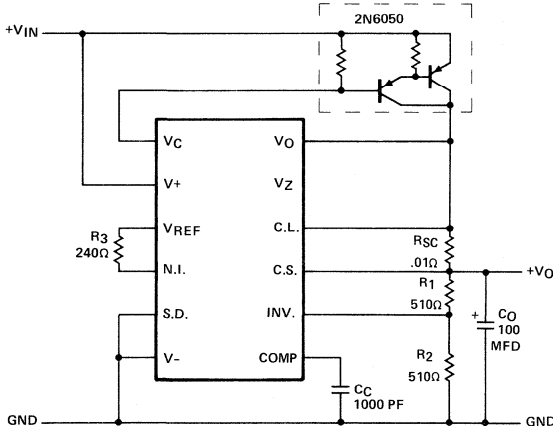 2N6050
+VIN
VC
VO
V+
VZ
VREF
C.L.
R3
240Ω
RSC
.01Ω
N.I.
C.S.
+VO
R1
510Ω
S.D.
INV.
+
CO
100
MFD
V-
COMP
R2
510Ω
CC
1000 PF
GND
GND